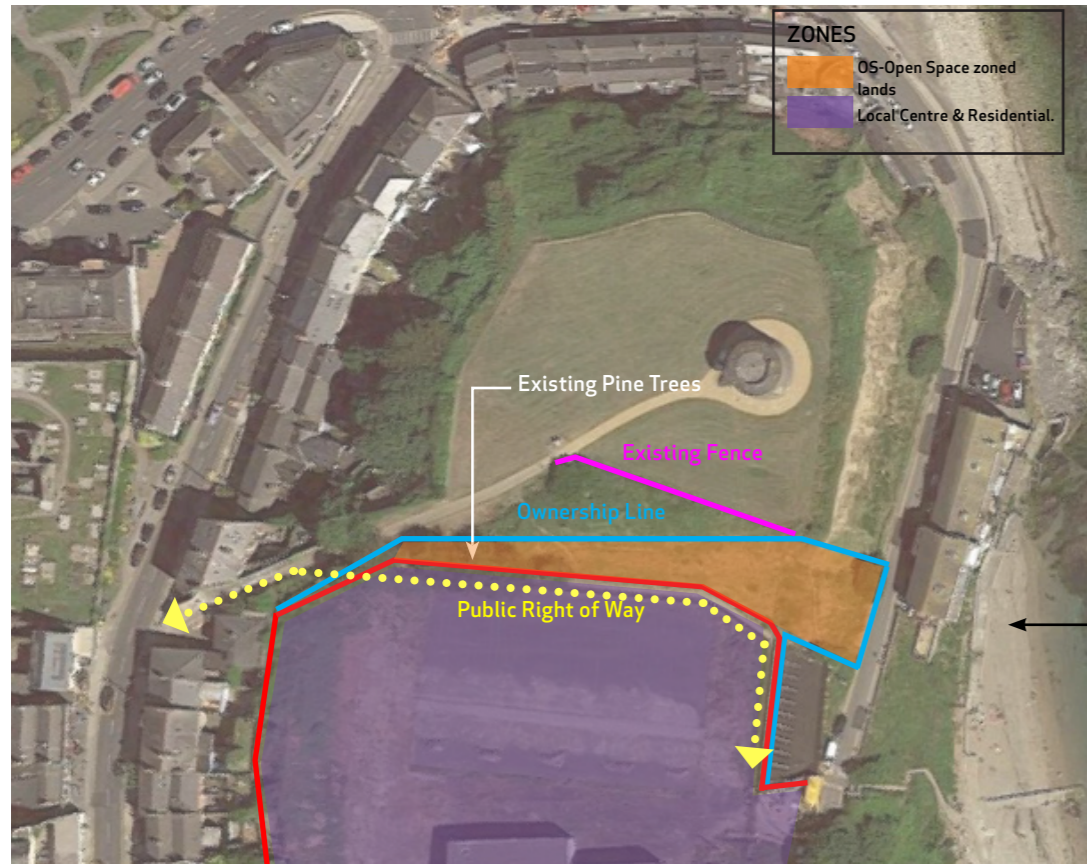 ZONES
OS-Open Space zoned
lands
Local Centre & Residential.
Existing Pine Trees
Existing Fence
Ownership Line
Public Right of Way